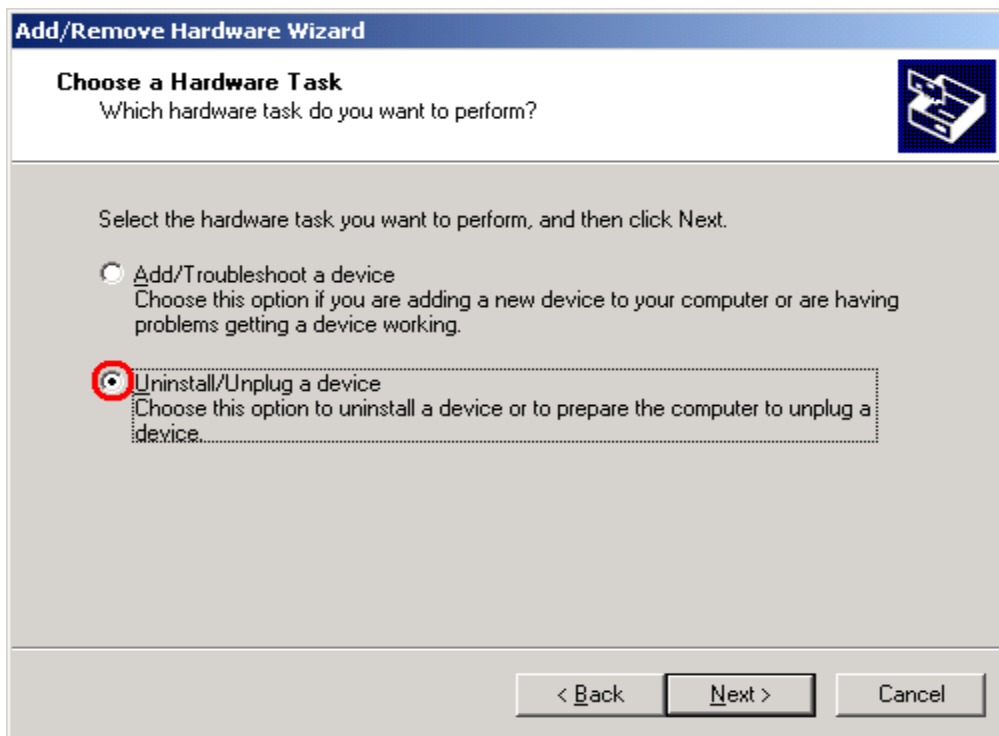 Add/Remove Hardware Wizard
Choose a Hardware Task
Which hardware task do you want to perform?
Select the hardware task you want to perform, and then click Next.
Add/Troubleshoot a device
Choose this option if you are adding a new device to your computer or are having
problems getting a device working.
Uninstall/Unplug a device
Choose this option to uninstall a device or to prepare the computer to unplug a
device.
< Back
Next >
Cancel